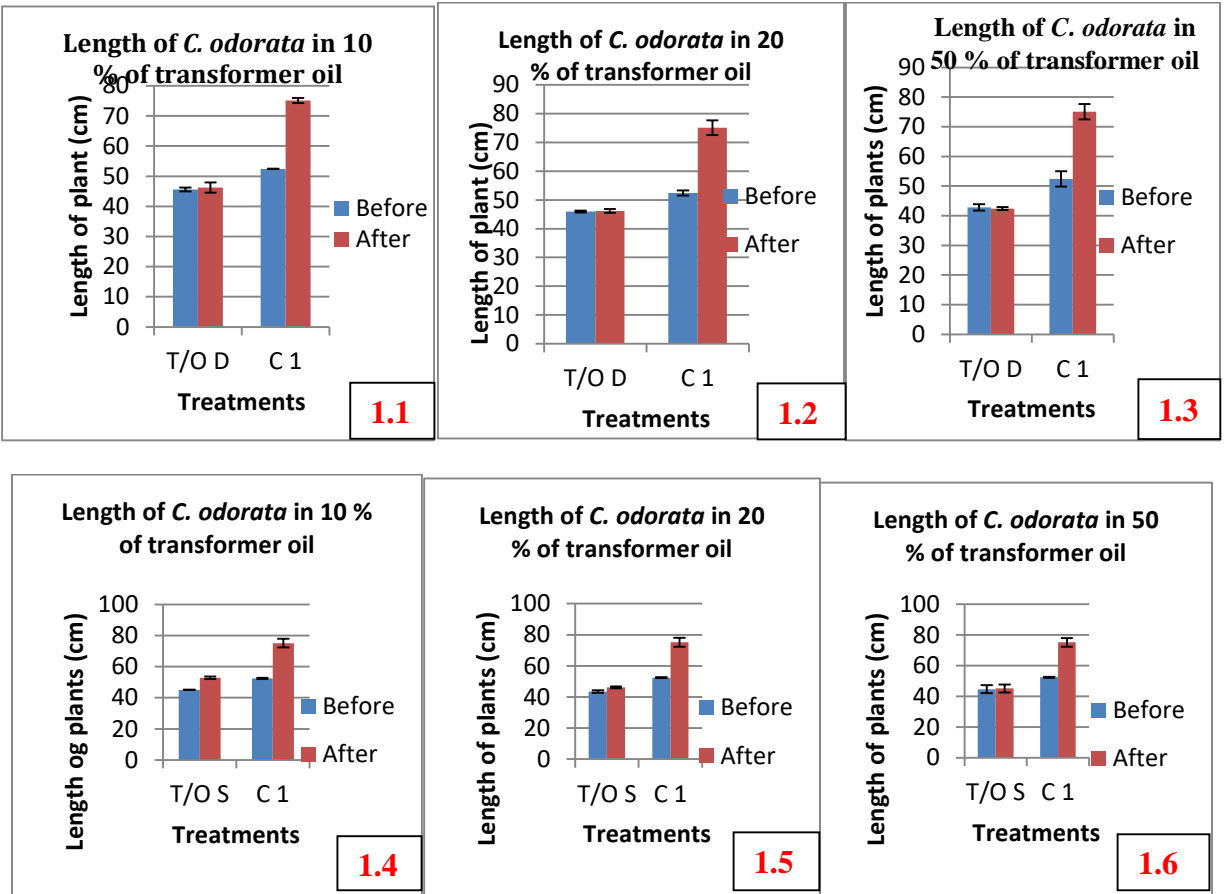 Length of C. odorata in 10
% of transformer oil
Length of plant (cm)
80
70
60
50
40
30
20
10
0
T/O D C 1
Treatments
Before
After
1.1
Length of C. odorata in 20
% of transformer oil
Length of plant (cm)
90
80
70
60
50
40
30
20
10
0
T/O D C 1
Treatments
Before
After
1.2
Length of C. odorata in
50 % of transformer oil
Length of plants (cm)
90
80
70
60
50
40
30
20
10
0
T/O D C 1
Treatments
Before
After
1.3
Length of C. odorata in 10 %
of transformer oil
Length og plants (cm)
100
80
60
40
20
0
T/O S C 1
Treatments
Before
After
1.4
Length of C. odorata in 20
% of transformer oil
Length of plants (cm)
100
80
60
40
20
0
T/O S C 1
Treatments
Before
After
1.5
Length of C. odorata in 50
% of transformer oil
Length of plants (cm)
100
80
60
40
20
0
T/O S C 1
Treatments
Before
After
1.6